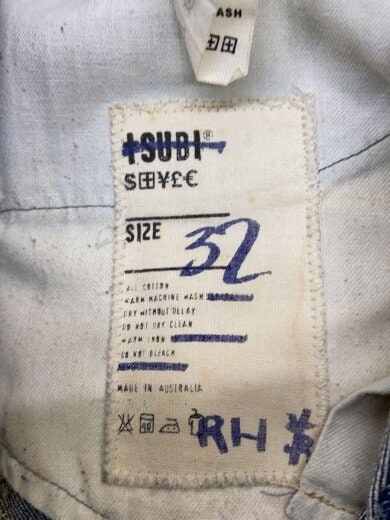 ASH
TSUBI®
$⊞¥£€
SIZE
32
ALL COTTON
WARM MACHINE WASH
DRY WITHOUT DELAY
DO NOT DRY CLEAN
WARM IRON
DO NOT BLEACH
MADE IN AUSTRALIA
40
RH